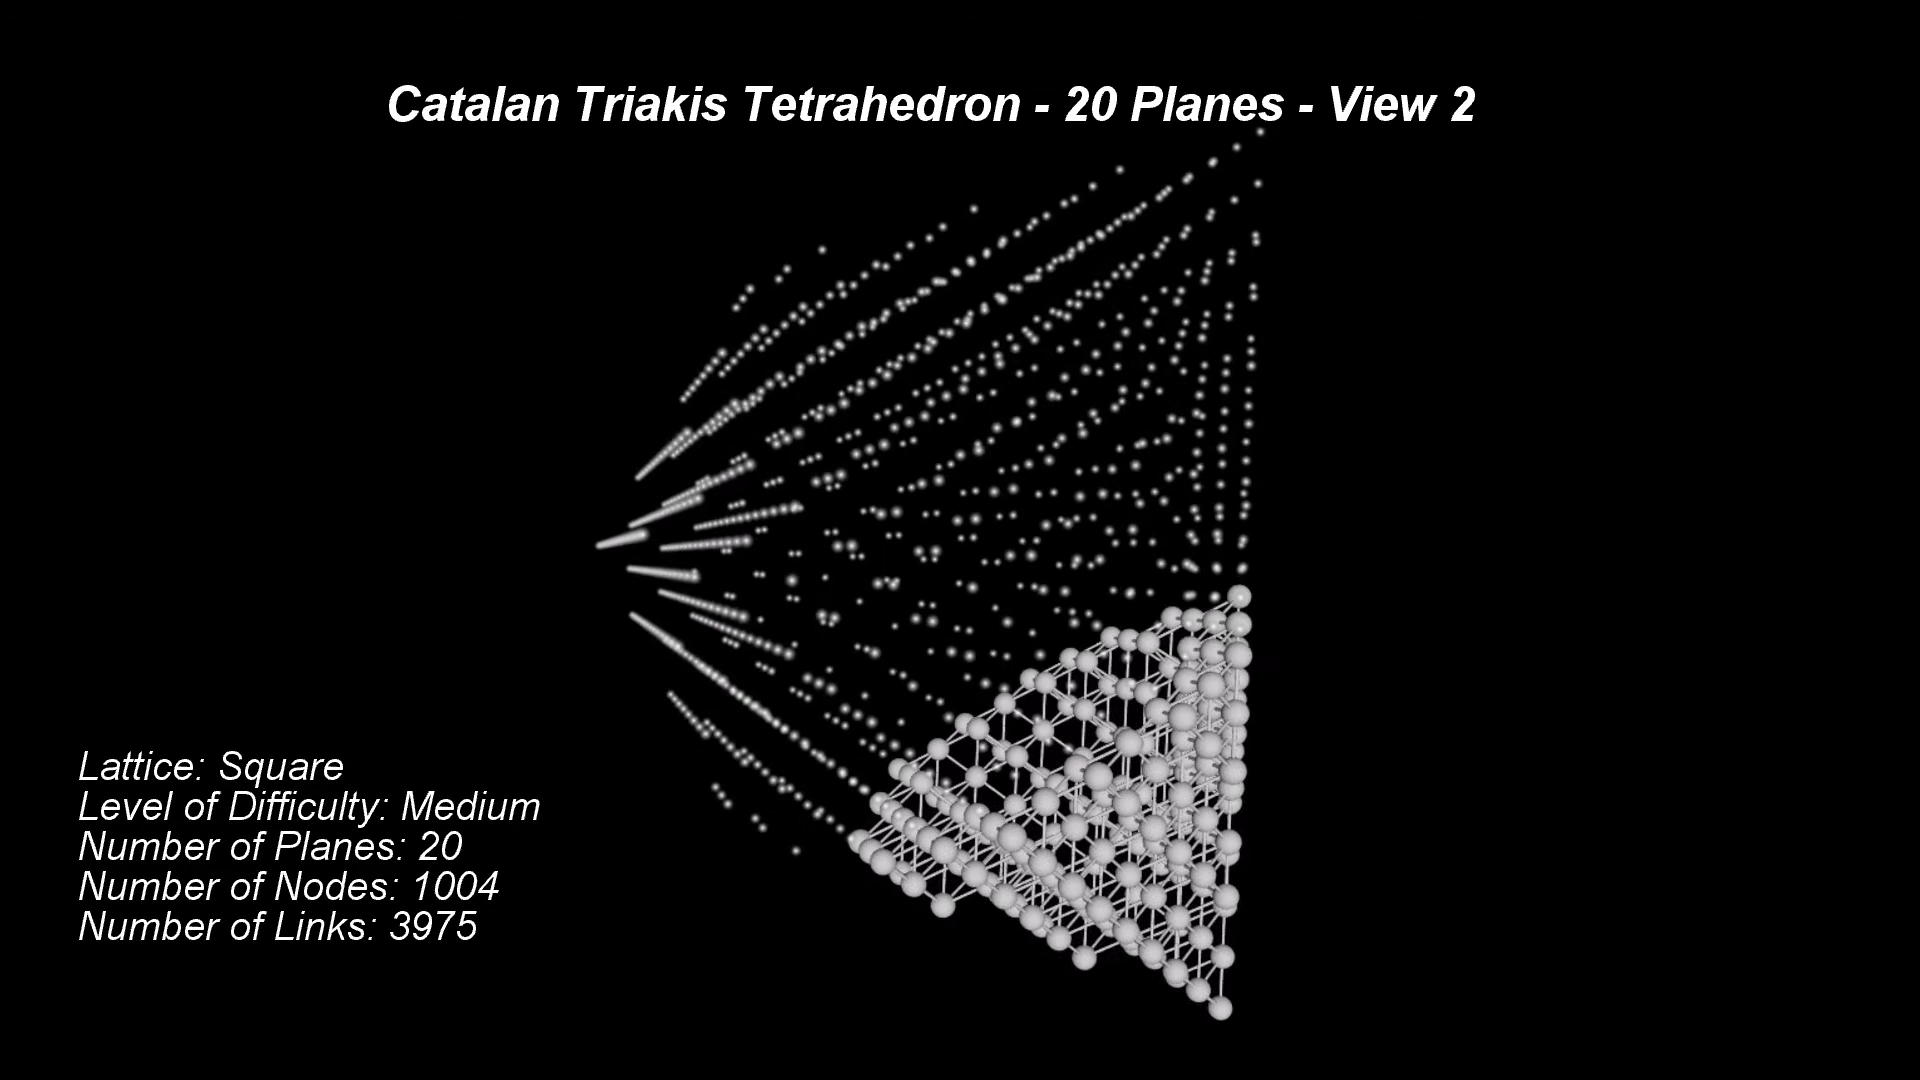 Catalan Triakis Tetrahedron - 20 Planes - View 2
Lattice: Square
Level of Difficulty: Medium
Number of Planes: 20
Number of Nodes: 1004
Number of Links: 3975